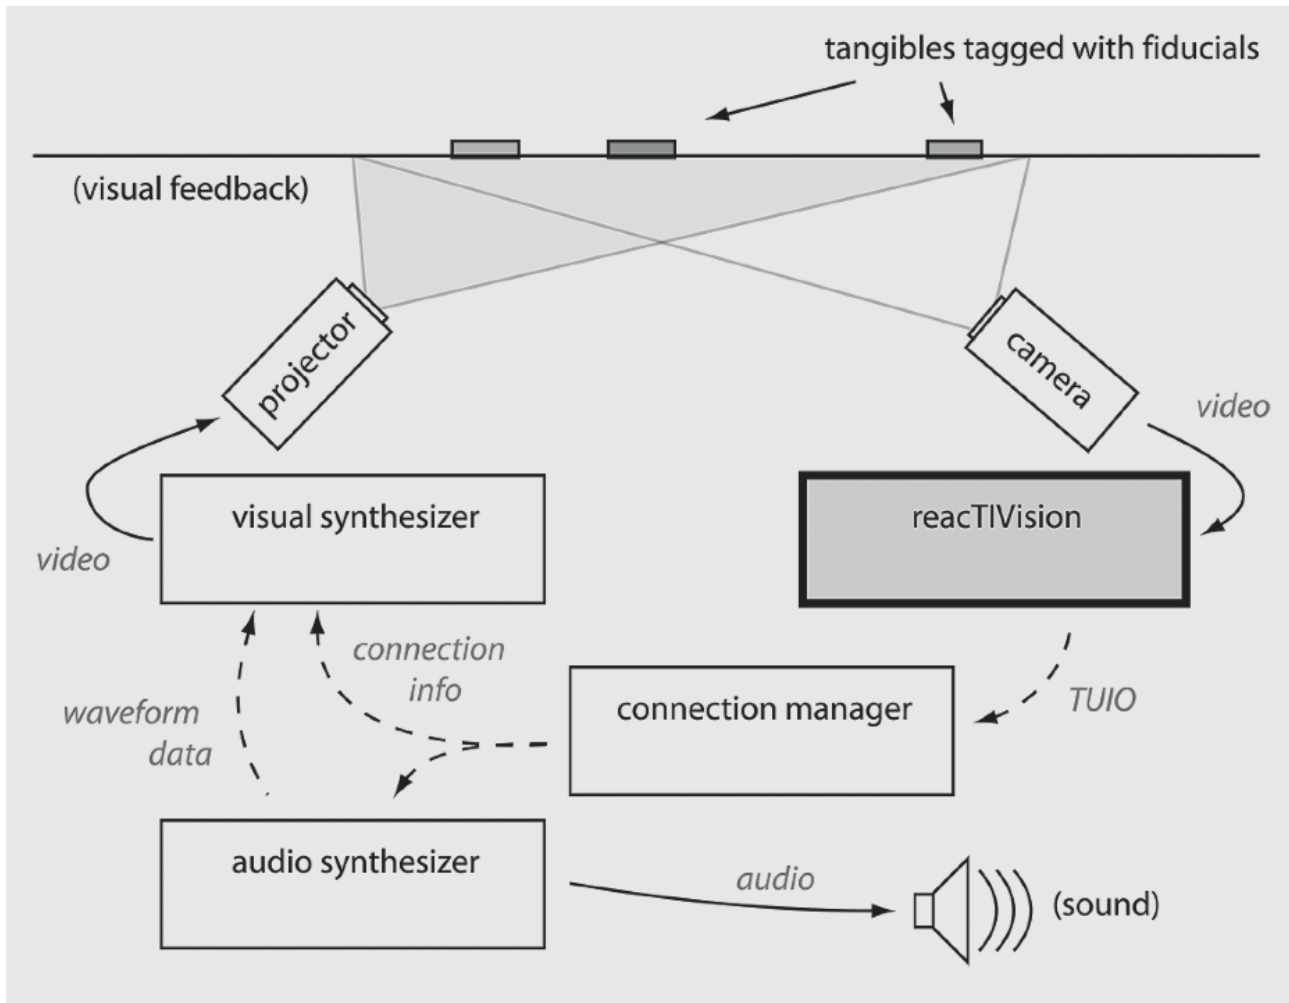 tangibles tagged with fiducials
(visual feedback)
projector
camera
video
visual synthesizer
reacTIVision
video
connection
info
waveform
data
connection manager
TUIO
audio synthesizer
audio
(sound)